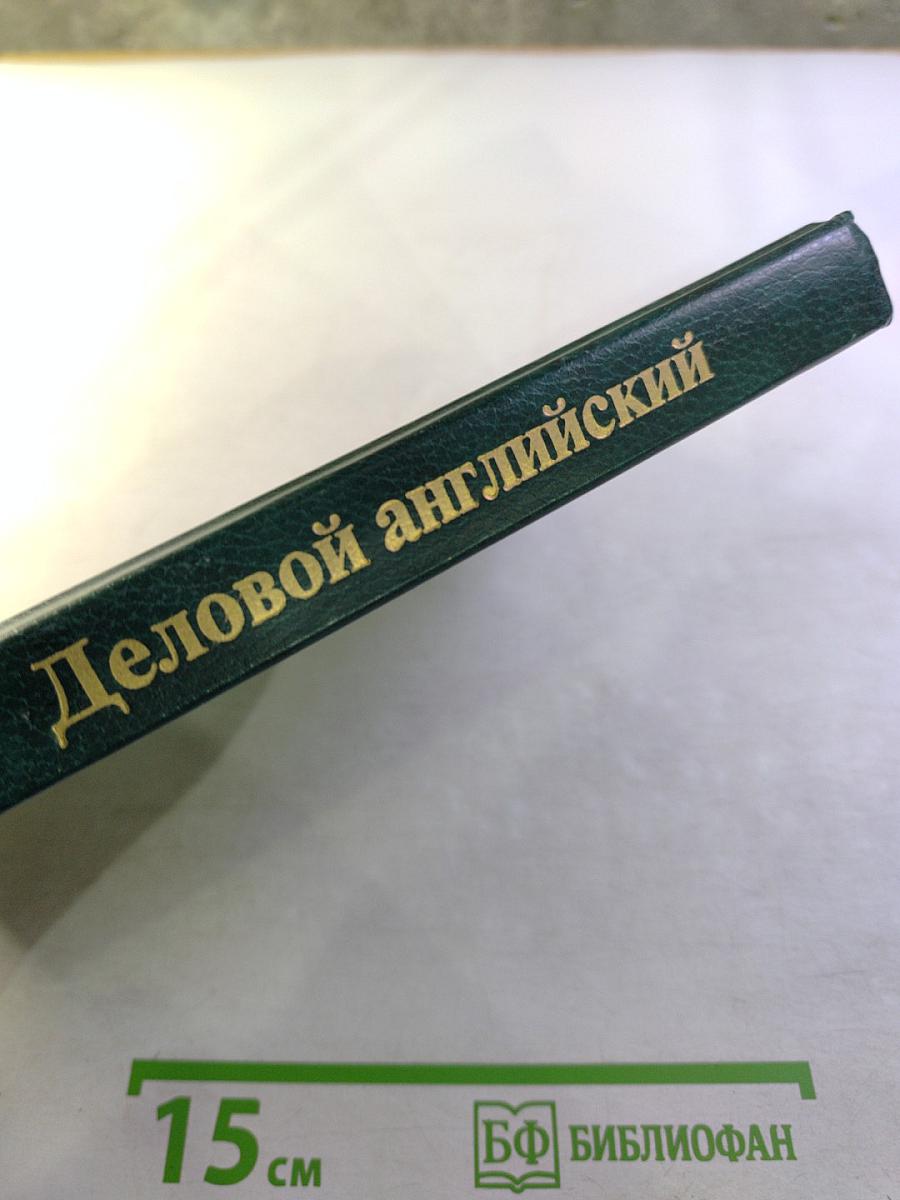 Деловой английский
15 см
БФ БИБЛИОФАН